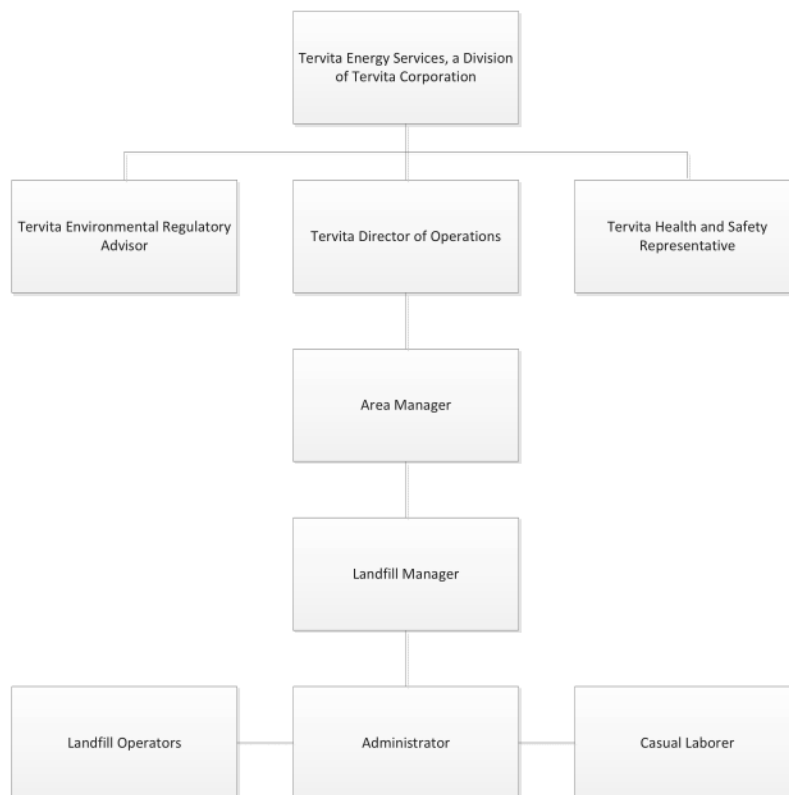 Tervita Energy Services, a Division
of Tervita Corporation
Tervita Environmental Regulatory
Advisor
Tervita Director of Operations
Tervita Health and Safety
Representative
Area Manager
Landfill Manager
Landfill Operators
Administrator
Casual Laborer